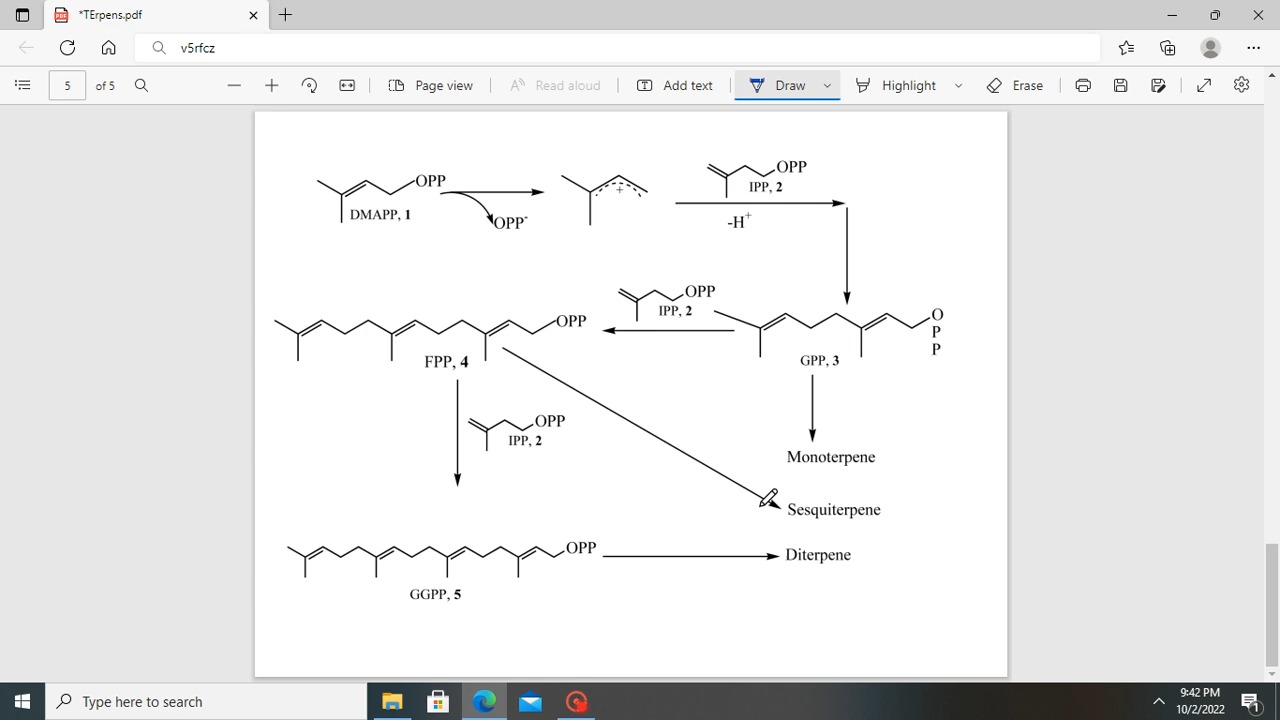 *TErpens.pdf
v5rfcz
5 of 5
Page view
Read aloud
Add text
Draw
Highlight
Erase
OPP
DMAPP, 1
OPP-
+
OPP
IPP, 2
-H+
OPP
IPP, 2
OPP
FPP, 4
O
P
P
GPP, 3
OPP
IPP, 2
Monoterpene
Sesquiterpene
OPP
GGPP, 5
Diterpene
Type here to search
9:42 PM
10/2/2022
1